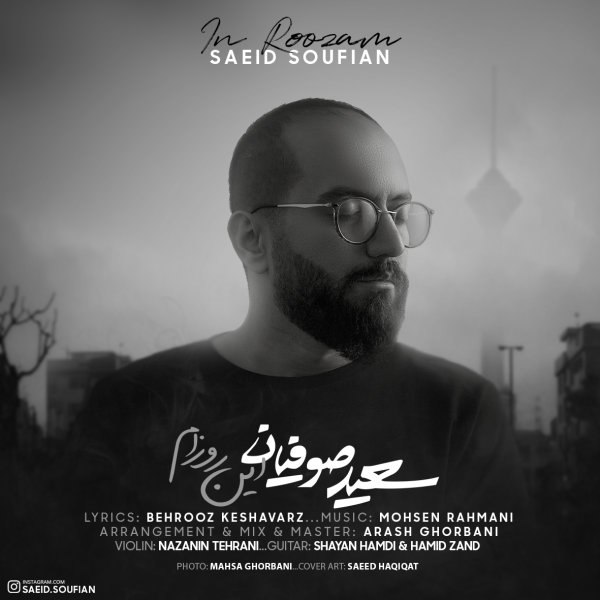 In Roozam
SAEID SOUFIAN
سعید صوفیان
این روزام
LYRICS: BEHROOZ KESHAVARZ...MUSIC: MOHSEN RAHMANI
ARRANGEMENT & MIX & MASTER: ARASH GHORBANI
VIOLIN: NAZANIN TEHRANI...GUITAR: SHAYAN HAMDI & HAMID ZAND
PHOTO: MAHSA GHORBANI...COVER ART: SAEED HAQIQAT
INSTAGRAM.COM
SAEID.SOUFIAN